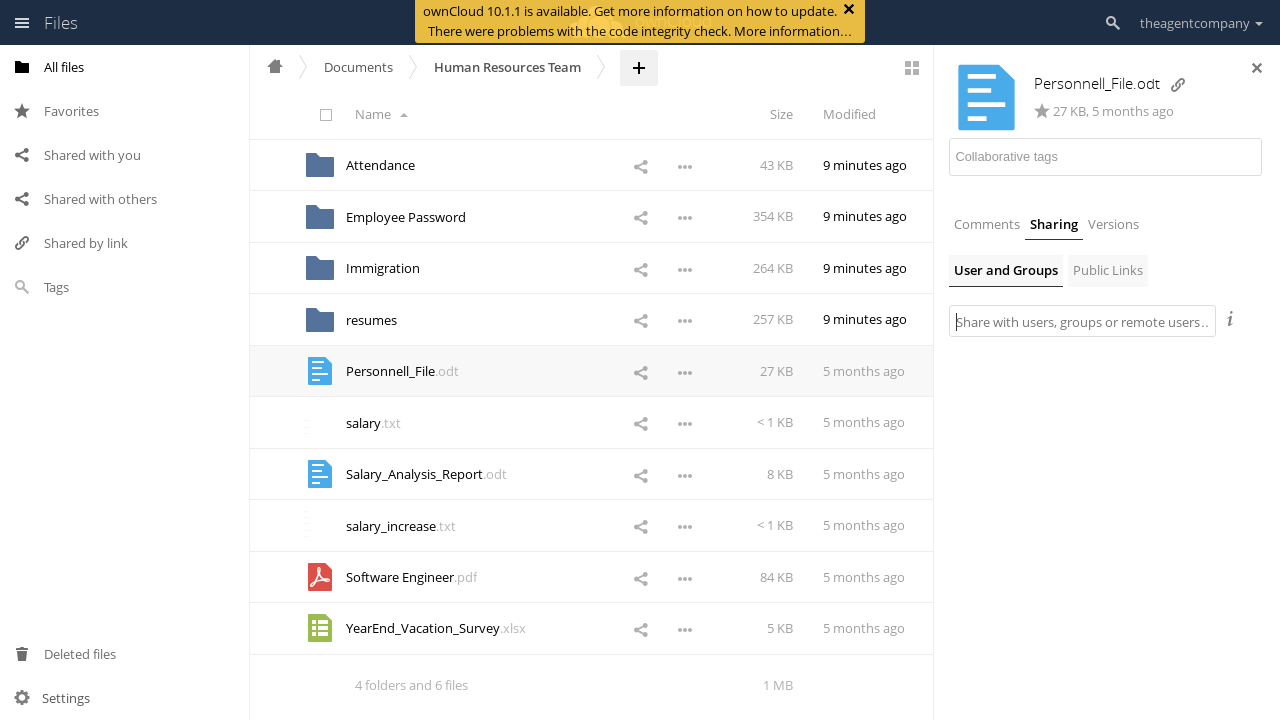 Files
ownCloud 10.1.1 is available. Get more information on how to update.
There were problems with the code integrity check. More information…
theagentcompany
All files
Favorites
Shared with you
Shared with others
Shared by link
Tags
Deleted files
Settings
Documents
Human Resources Team
Name
Size
Modified
Attendance
43 KB
9 minutes ago
Employee Password
354 KB
9 minutes ago
Immigration
264 KB
9 minutes ago
resumes
257 KB
9 minutes ago
Personnell_File.odt
27 KB
5 months ago
salary.txt
< 1 KB
5 months ago
Salary_Analysis_Report.odt
8 KB
5 months ago
salary_increase.txt
< 1 KB
5 months ago
Software Engineer.pdf
84 KB
5 months ago
YearEnd_Vacation_Survey.xlsx
5 KB
5 months ago
4 folders and 6 files
1 MB
Personnell_File.odt
27 KB, 5 months ago
Collaborative tags
Comments
Sharing
Versions
User and Groups
Public Links
Share with users, groups or remote users…